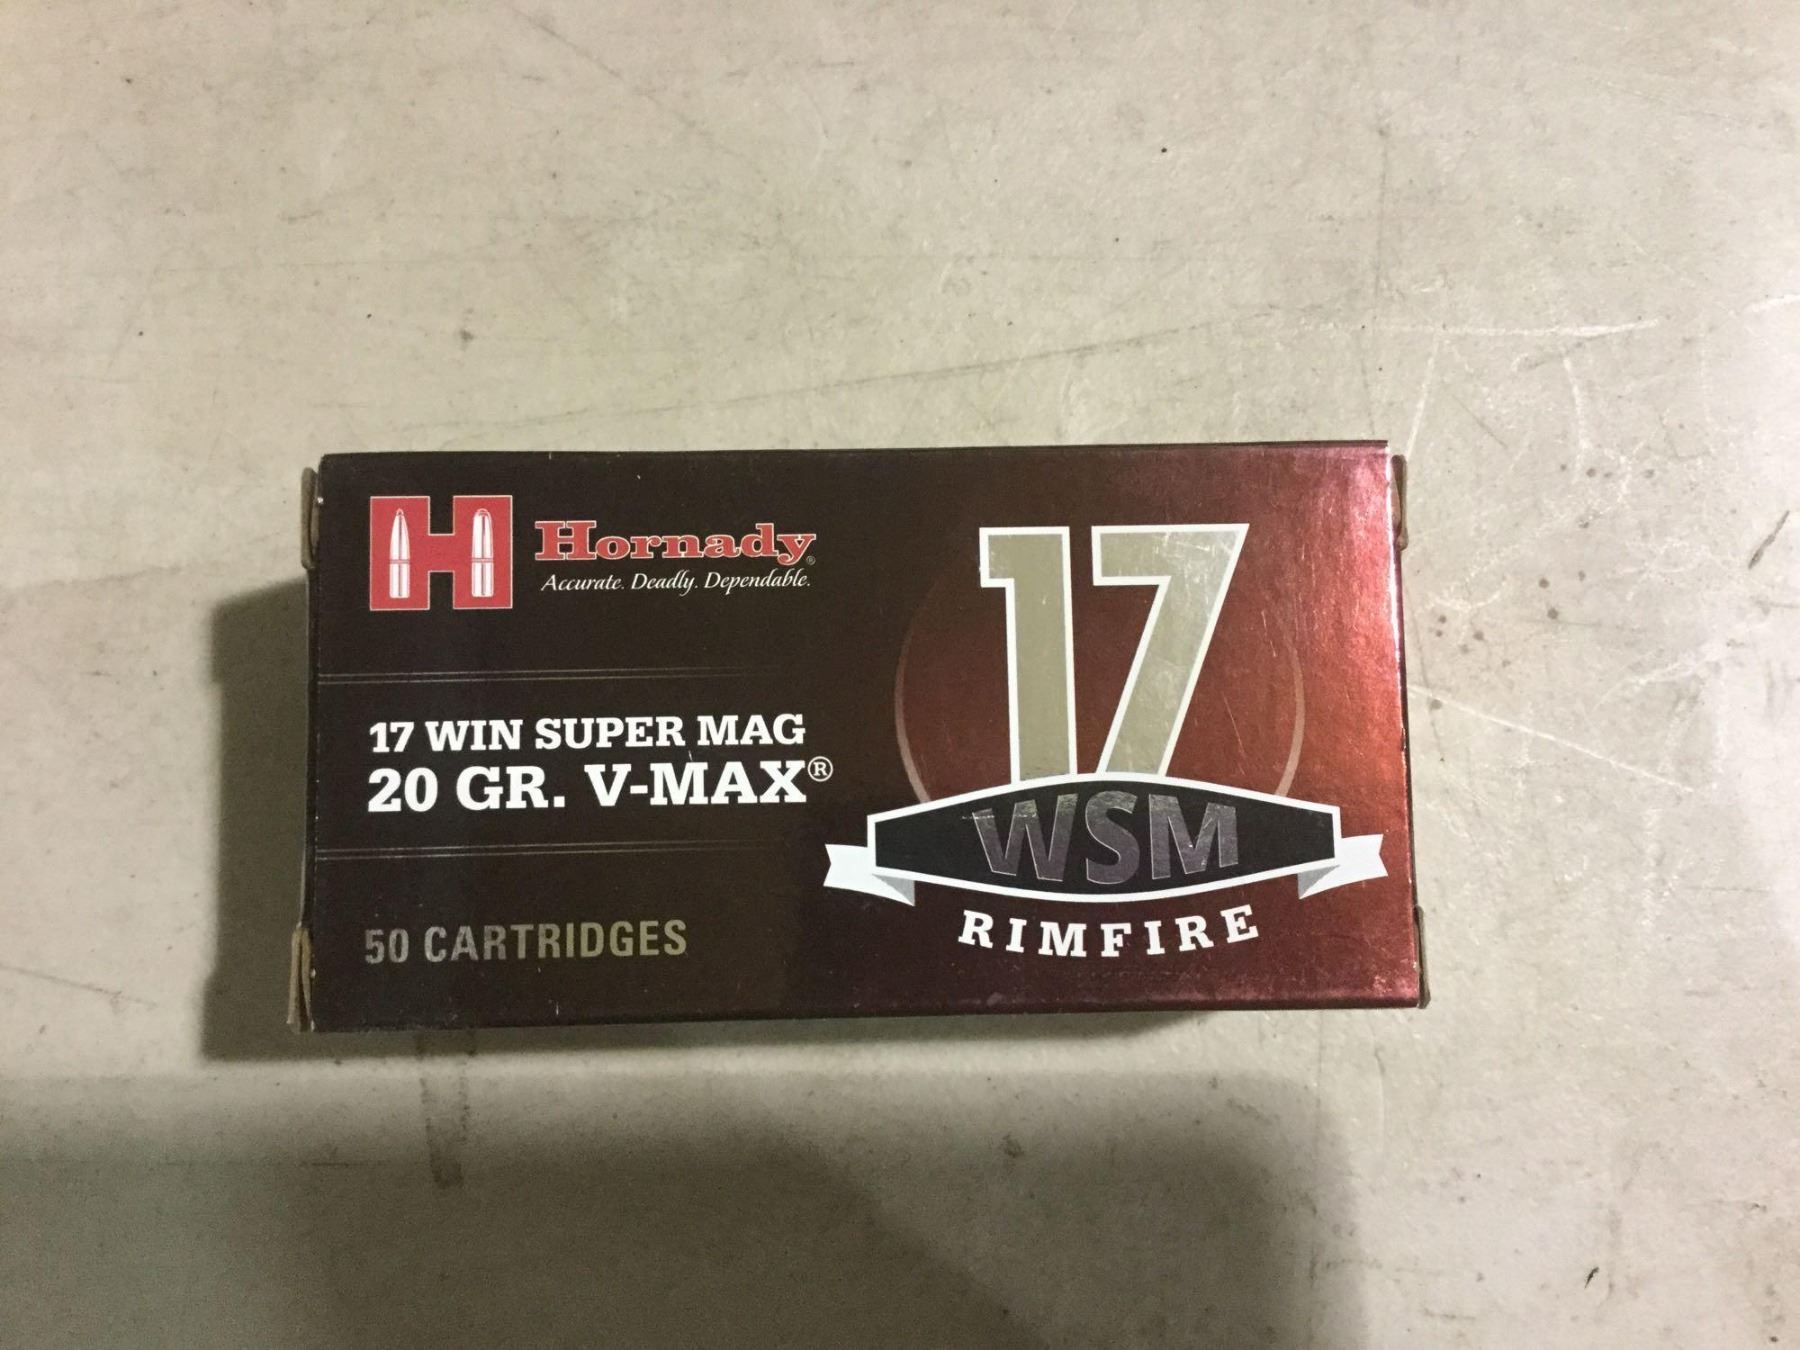 H Hornady®
Accurate. Deadly. Dependable.
17 WIN SUPER MAG
20 GR. V-MAX®
50 CARTRIDGES
17
WSM
RIMFIRE